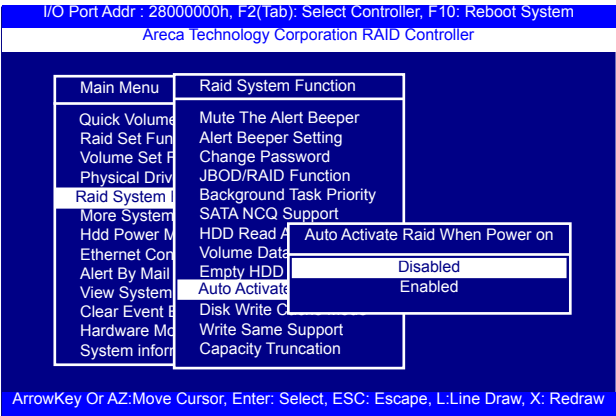 I/O Port Addr : 28000000h, F2(Tab): Select Controller, F10: Reboot System
Areca Technology Corporation RAID Controller
Main Menu
Quick Volume
Raid Set Fun
Volume Set F
Physical Driv
Raid System
More System
Hdd Power M
Ethernet Con
Alert By Mail
View System
Clear Event
Hardware Mo
System inforr
Raid System Function
Mute The Alert Beeper
Alert Beeper Setting
Change Password
JBOD/RAID Function
Background Task Priority
SATA NCQ Support
HDD Read A
Volume Data
Empty HDD
Auto Activate
Disk Write
Write Same Support
Capacity Truncation
Auto Activate Raid When Power on
Disabled
Enabled
ArrowKey Or AZ:Move Cursor, Enter: Select, ESC: Escape, L:Line Draw, X: Redraw